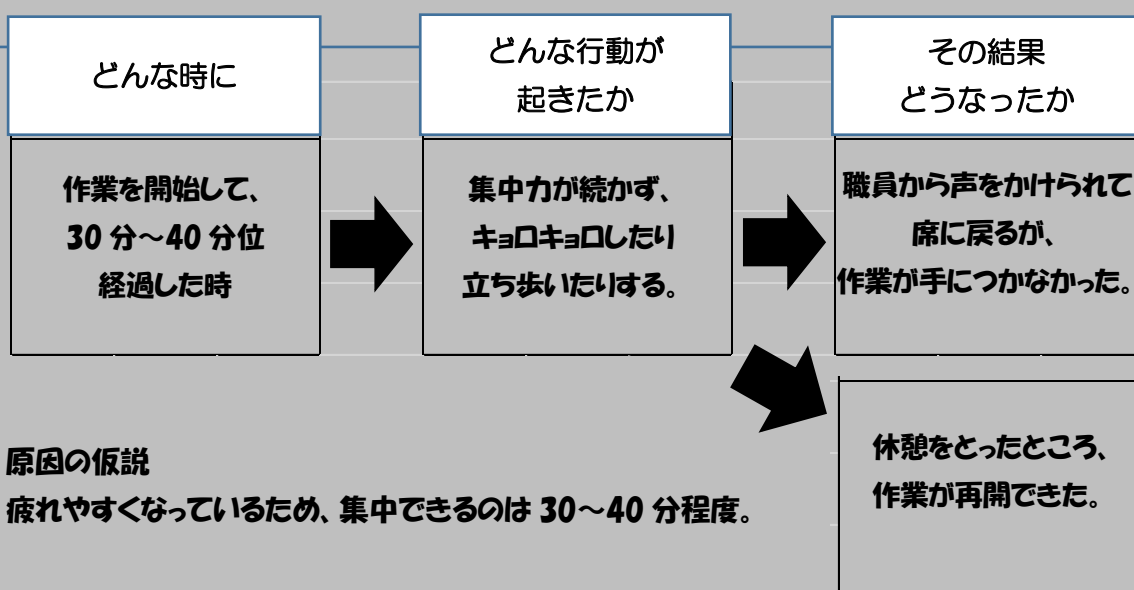 どんな時に
どんな行動が
起きたか
その結果
どうなったか
作業を開始して、
30 分～40 分位
経過した時
集中力が続かず、
キョロキョロしたり
立ち歩いたりする。
職員から声をかけられて
席に戻るが、
作業が手につかなかった。
休憩をとったところ、
作業が再開できた。
原因の仮説
疲れやすくなっているため、集中できるのは 30～40 分程度。